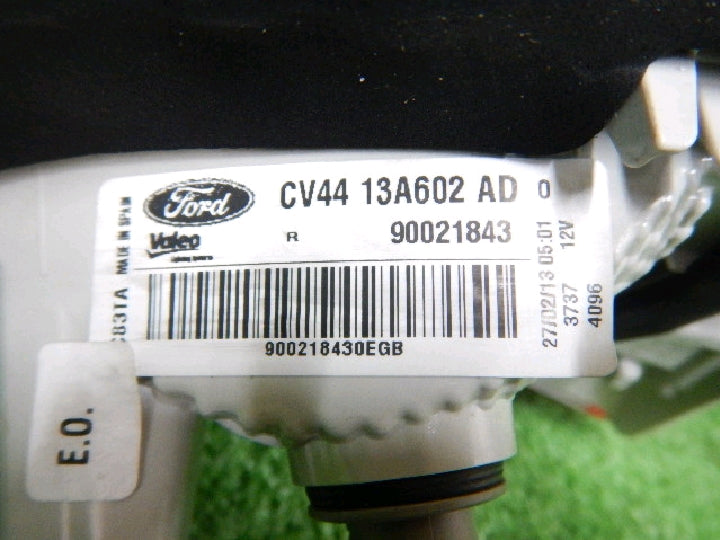 Ford
CV44 13A602 AD 0
Valeo
R
90021843
900218430EGB
MADE IN SPAIN
C83TA
27/02/13 05:01
12V
3737
4096
E.O.